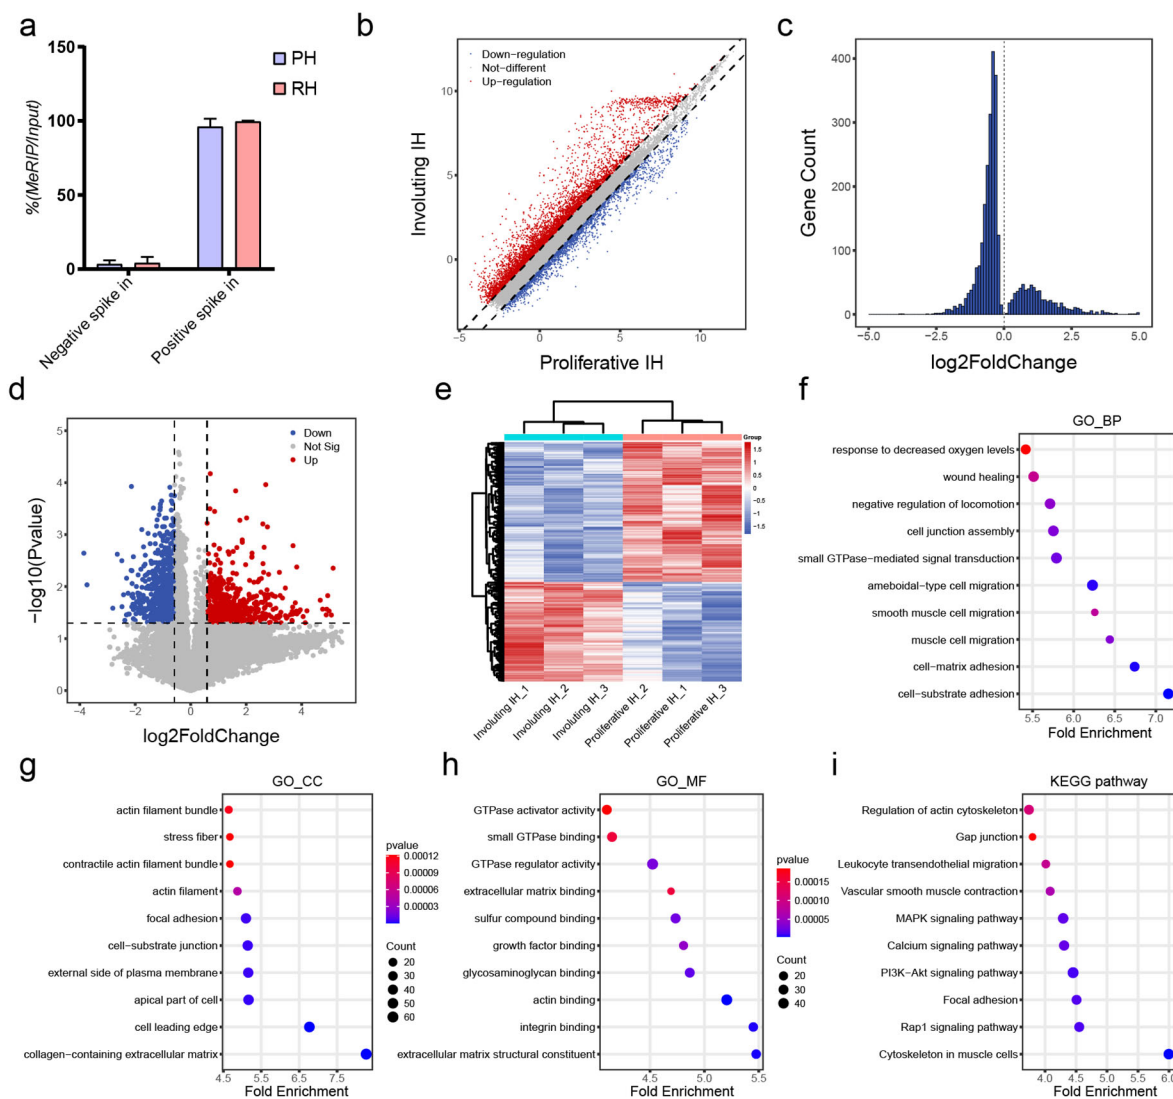 a
150
100
50
0
%(MeRIP/Input)
PH
RH
Negative spike in
Positive spike in
b
Down-regulation
Not-different
Up-regulation
10
5
0
-5
0
5
10
Involuting IH
Proliferative IH
c
400
300
200
100
0
-5.0
-2.5
0.0
2.5
5.0
Gene Count
log2FoldChange
d
5
4
3
2
1
0
-4
-2
0
2
4
Down
Not Sig
Up
-log10(Pvalue)
log2FoldChange
e
Group
1.5
1
0.5
0
-0.5
-1
-1.5
Involuting IH_1
Involuting IH_2
Involuting IH_3
Proliferative IH_2
Proliferative IH_1
Proliferative IH_3
f
GO_BP
response to decreased oxygen levels
wound healing
negative regulation of locomotion
cell junction assembly
small GTPase-mediated signal transduction
ameboidal-type cell migration
smooth muscle cell migration
muscle cell migration
cell-matrix adhesion
cell-substrate adhesion
5.5 6.0 6.5 7.0
Fold Enrichment
g
GO_CC
actin filament bundle
stress fiber
contractile actin filament bundle
actin filament
focal adhesion
cell-substrate junction
external side of plasma membrane
apical part of cell
cell leading edge
collagen-containing extracellular matrix
4.5 5.5 6.5 7.5
Fold Enrichment
pvalue
0.00012
0.00009
0.00006
0.00003
Count
20
30
40
50
60
h
GO_MF
GTPase activator activity
small GTPase binding
GTPase regulator activity
extracellular matrix binding
sulfur compound binding
growth factor binding
glycosaminoglycan binding
actin binding
integrin binding
extracellular matrix structural constituent
4.5 5.0 5.5
Fold Enrichment
pvalue
0.00015
0.00010
0.00005
Count
20
30
40
i
KEGG pathway
Regulation of actin cytoskeleton
Gap junction
Leukocyte transendothelial migration
Vascular smooth muscle contraction
MAPK signaling pathway
Calcium signaling pathway
PI3K-Akt signaling pathway
Focal adhesion
Rap1 signaling pathway
Cytoskeleton in muscle cells
4.0 4.5 5.0 5.5
Fold Enrichment